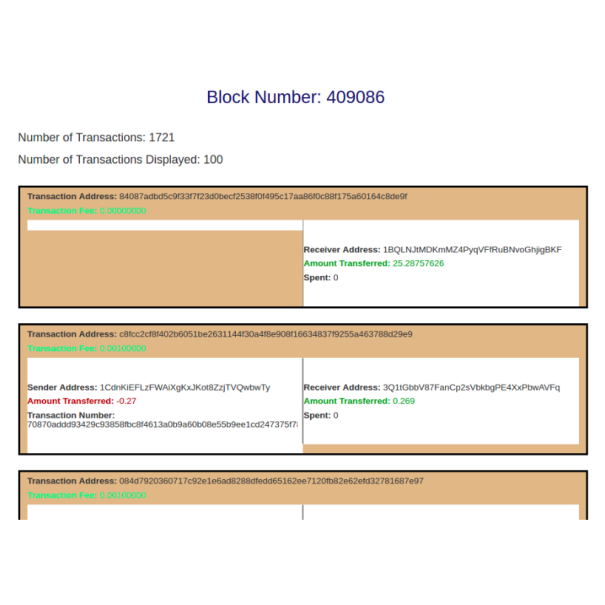 Block Number: 409086
Number of Transactions: 1721
Number of Transactions Displayed: 100
Transaction Address: 84087adbd5c9f33f7f23d0becf2538f0f495c17aa86f0c88f175a60164c8de9f
Transaction Fee: 0.00000000
Receiver Address: 1BQLNJtMDKmMZ4PyqVFfRuBNvoGhjigBKF
Amount Transferred: 25.28757626
Spent: 0
Transaction Address: c8fcc2cf8f402b6051be2631144f30a4f8e908f16634837f9255a463788d29e9
Transaction Fee: 0.00100000
Sender Address: 1CdnKiEFLzFWAiXgKxJKot8ZzjTVQwbwTy
Amount Transferred: -0.27
Transaction Number:
70870addd93429c93858fbc8f4613a0b9a60b08e55b9ee1cd247375f7
Receiver Address: 3Q1tGbbV87FanCp2sVbkbgPE4XxPbwAVFq
Amount Transferred: 0.269
Spent: 0
Transaction Address: 084d7920360717c92e1e6ad8288dfedd65162ee7120fb82e62efd32781687e97
Transaction Fee: 0.00100000